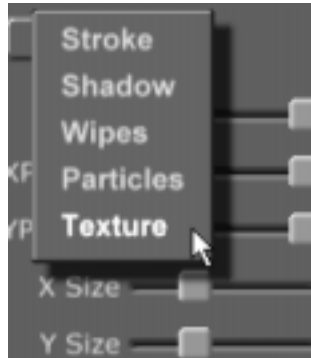 Stroke
Shadow
Wipes
Particles
Texture
X Size
Y Size